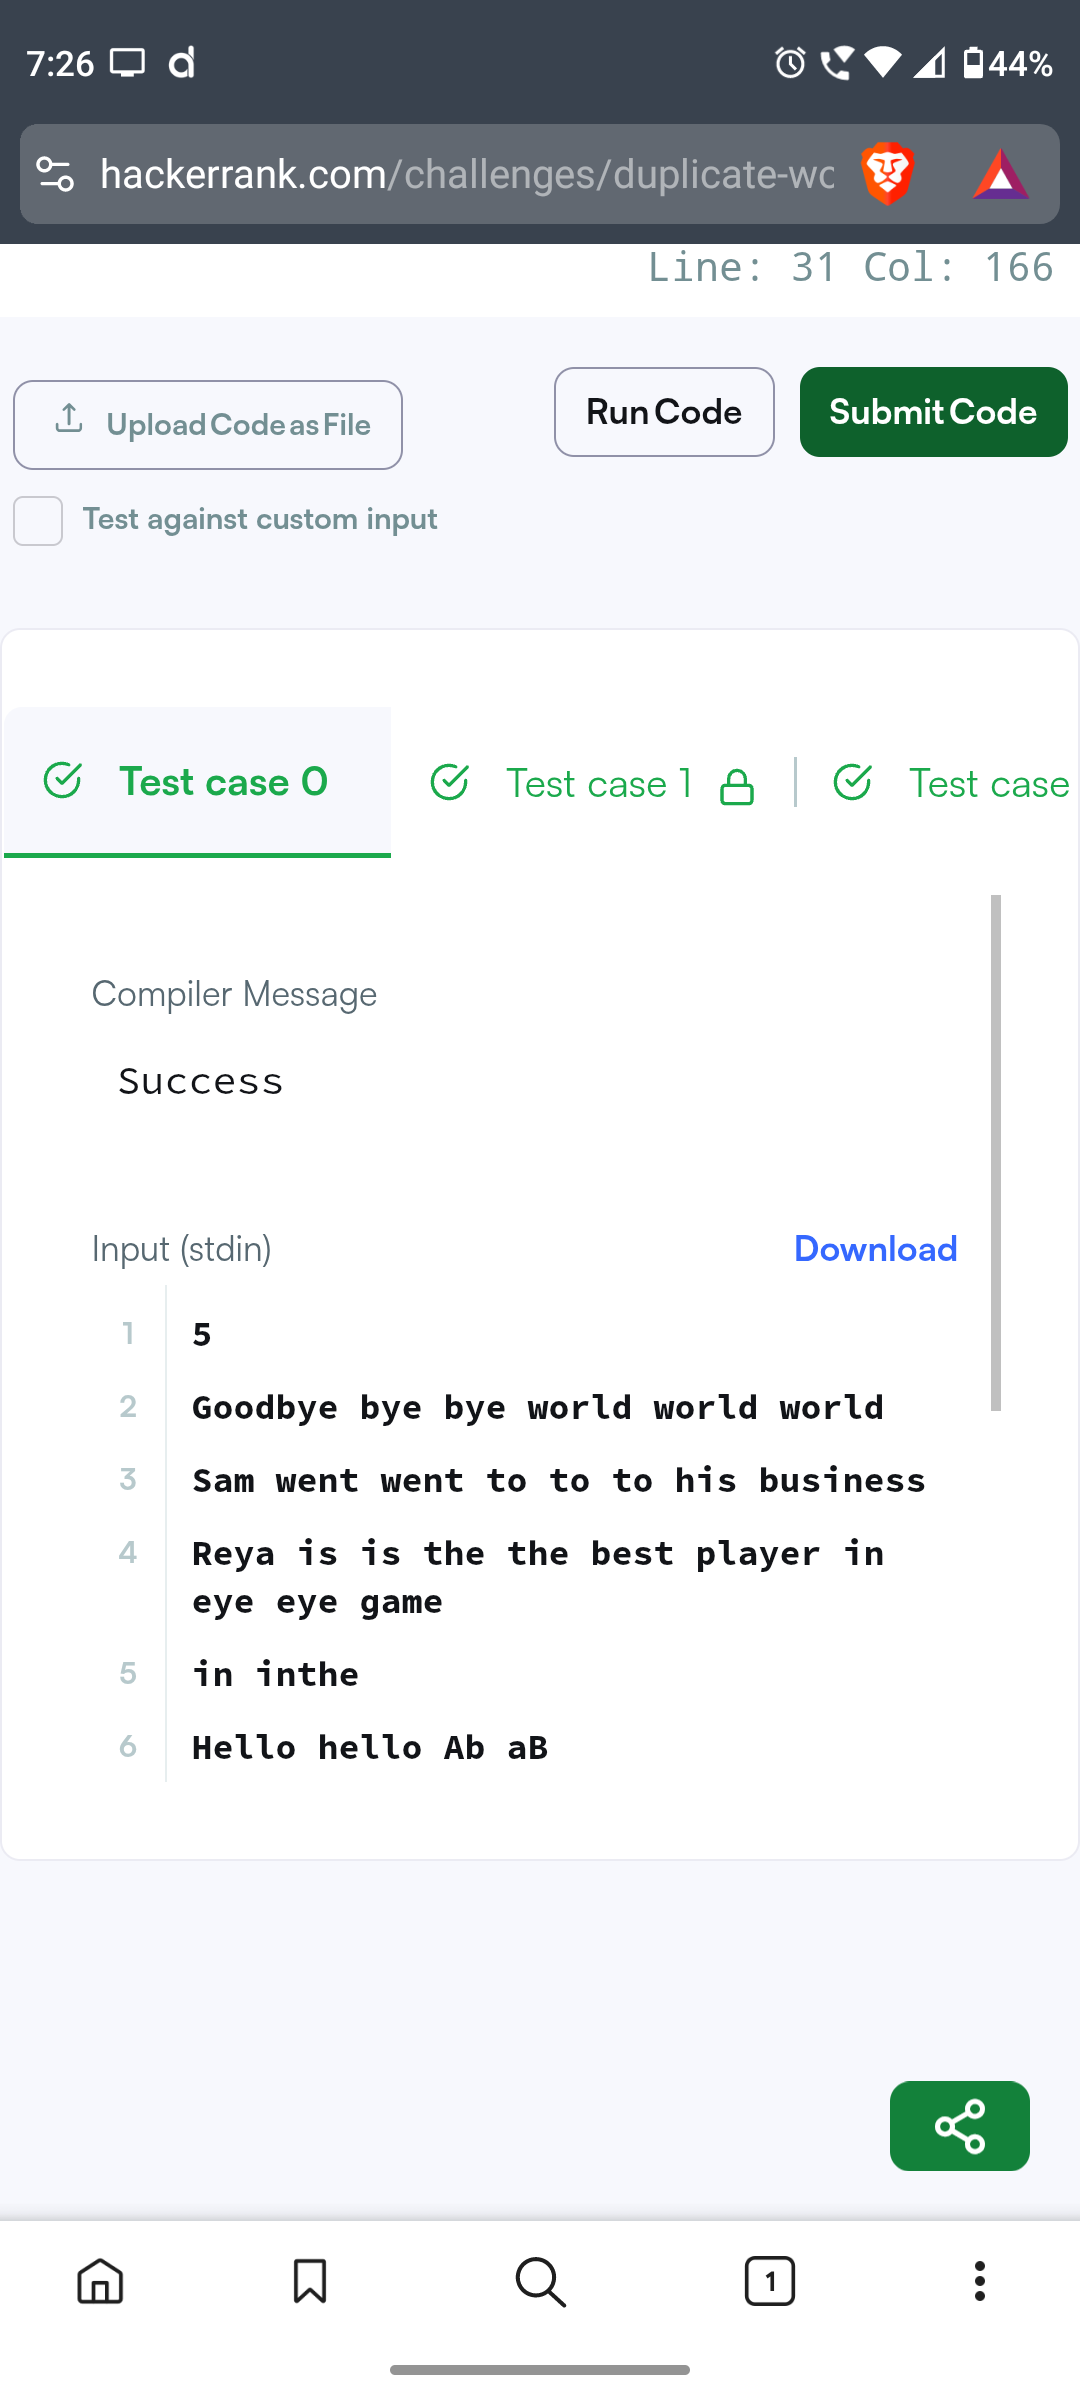 7:26
44%
hackerrank.com/challenges/duplicate-wo
Line: 31 Col: 166
Upload Code as File
Run Code
Submit Code
Test against custom input
Test case 0
Test case 1
Test case
Compiler Message
Success
Input (stdin)
Download
1 5
2 Goodbye bye bye world world world
3 Sam went went to to to his business
4 Reya is is the the best player in
eye eye game
5 in inthe
6 Hello hello Ab aB
1